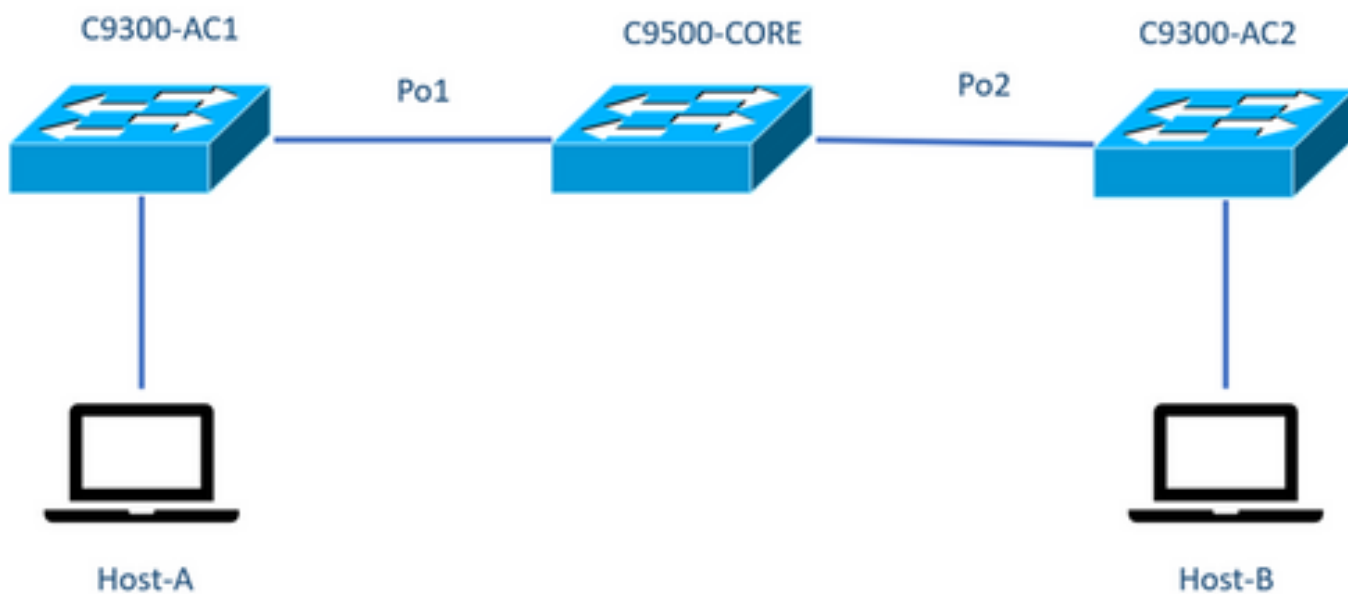 C9300-AC1
C9500-CORE
C9300-AC2
Po1
Po2
Host-A
Host-B